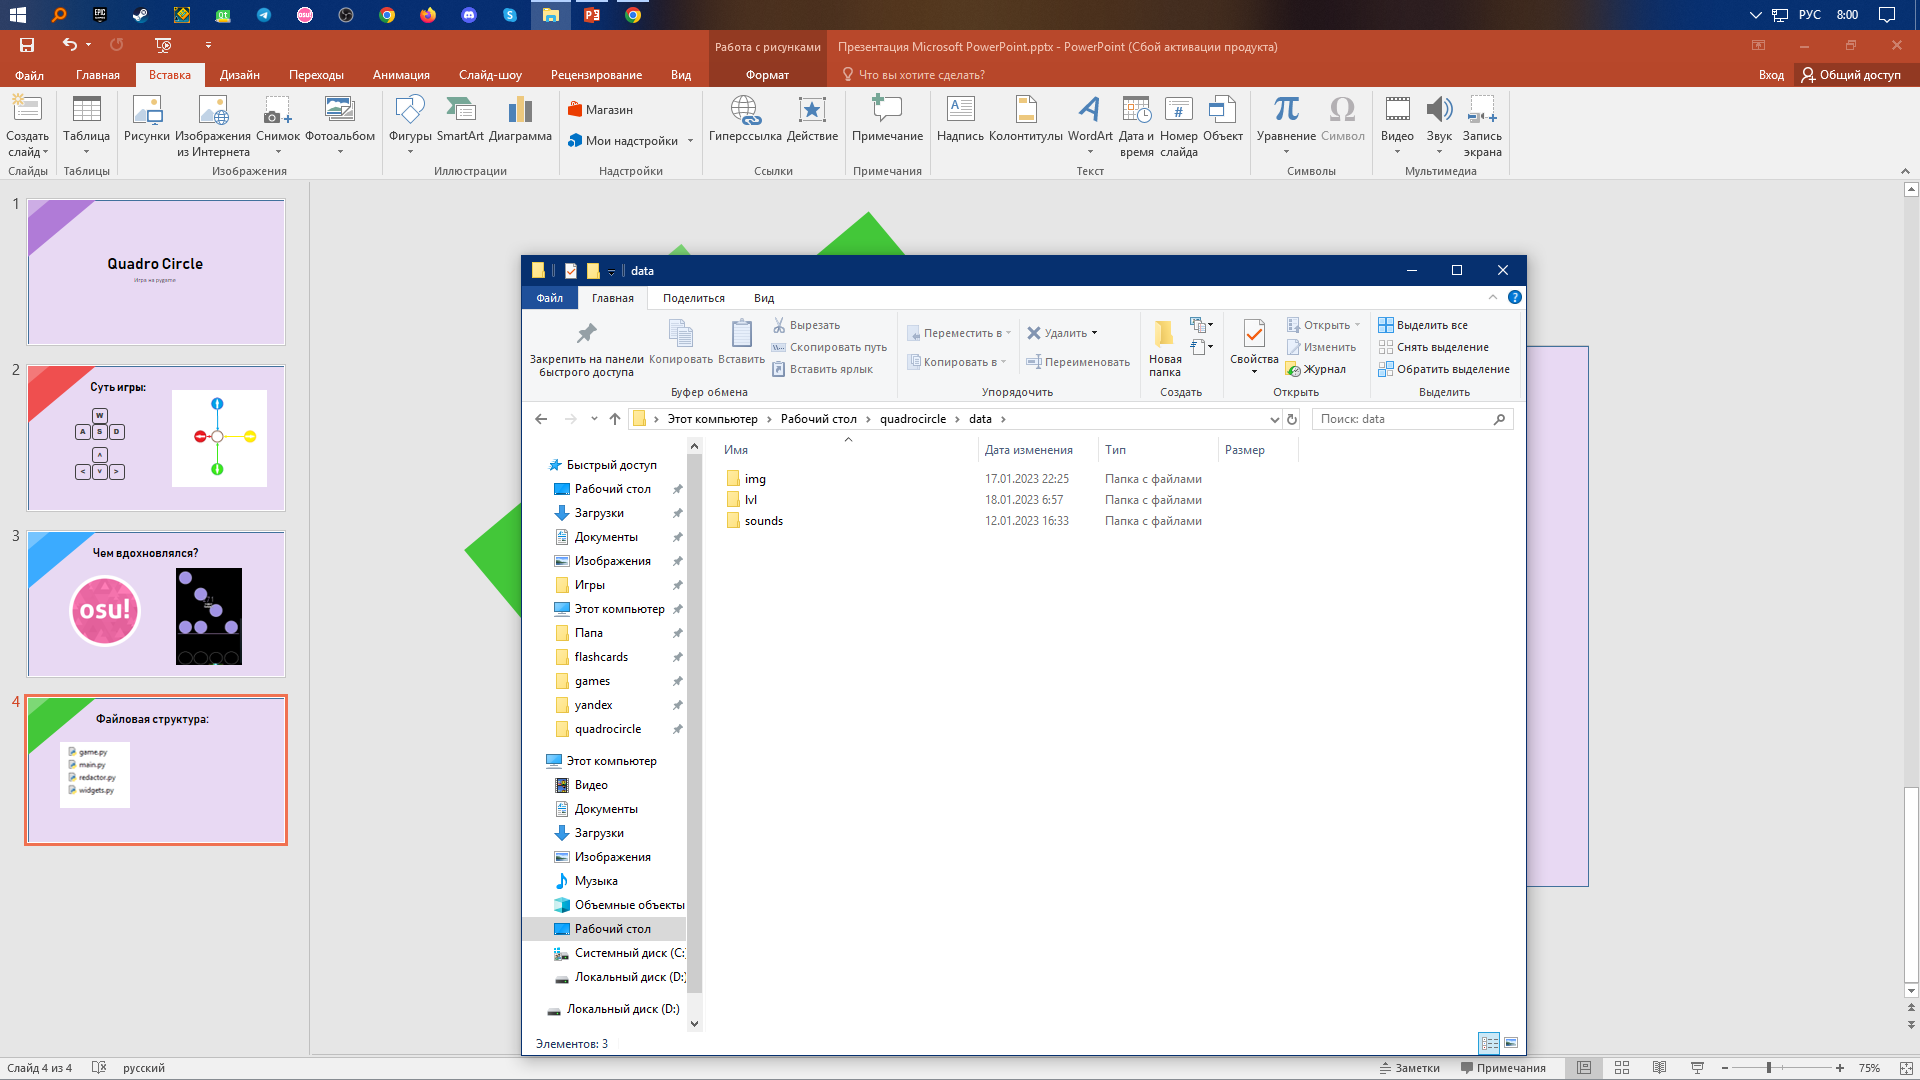 РУС
8:00
Работа с рисунками
Презентация Microsoft PowerPoint.pptx - PowerPoint (Сбой активации продукта)
Файл
Главная
Вставка
Дизайн
Переходы
Анимация
Слайд-шоу
Рецензирование
Вид
Формат
Что вы хотите сделать?
Вход
Общий доступ
Создать
слайд
Таблица
Рисунки
Изображения
из Интернета
Снимок
Фотоальбом
Фигуры
SmartArt
Диаграмма
Магазин
Мои надстройки
Гиперссылка
Действие
Примечание
Надпись
Колонтитулы
WordArt
Дата и
время
Номер
слайда
Объект
Уравнение
Символ
Видео
Звук
Запись
экрана
Слайды
Таблицы
Изображения
Иллюстрации
Надстройки
Ссылки
Примечания
Текст
Символы
Мультимедиа
1
Quadro Circle
Игра на pygame
2
Суть игры:
W
A S D
^
< v >
3
Чем вдохновлялся?
osu!
4
Файловая структура:
game.py
main.py
redactor.py
widgets.py
data
Файл
Главная
Поделиться
Вид
Закрепить на панели
быстрого доступа
Копировать
Вставить
Вырезать
Скопировать путь
Вставить ярлык
Переместить в
Копировать в
Удалить
Переименовать
Новая
папка
Свойства
Открыть
Изменить
Журнал
Выделить все
Снять выделение
Обратить выделение
Буфер обмена
Упорядочить
Создать
Открыть
Выделить
Этот компьютер
Рабочий стол
quadrocircle
data
Поиск: data
Имя
Дата изменения
Тип
Размер
img 17.01.2023 22:25 Папка с файлами
lvl 18.01.2023 6:57 Папка с файлами
sounds 12.01.2023 16:33 Папка с файлами
Быстрый доступ
Рабочий стол
Загрузки
Документы
Изображения
Игры
Этот компьютер
Папа
flashcards
games
yandex
quadrocircle
Этот компьютер
Видео
Документы
Загрузки
Изображения
Музыка
Объемные объекты
Рабочий стол
Системный диск (C:
Локальный диск (D:)
Локальный диск (D:)
Элементов: 3
Слайд 4 из 4
русский
Заметки
Примечания
75%